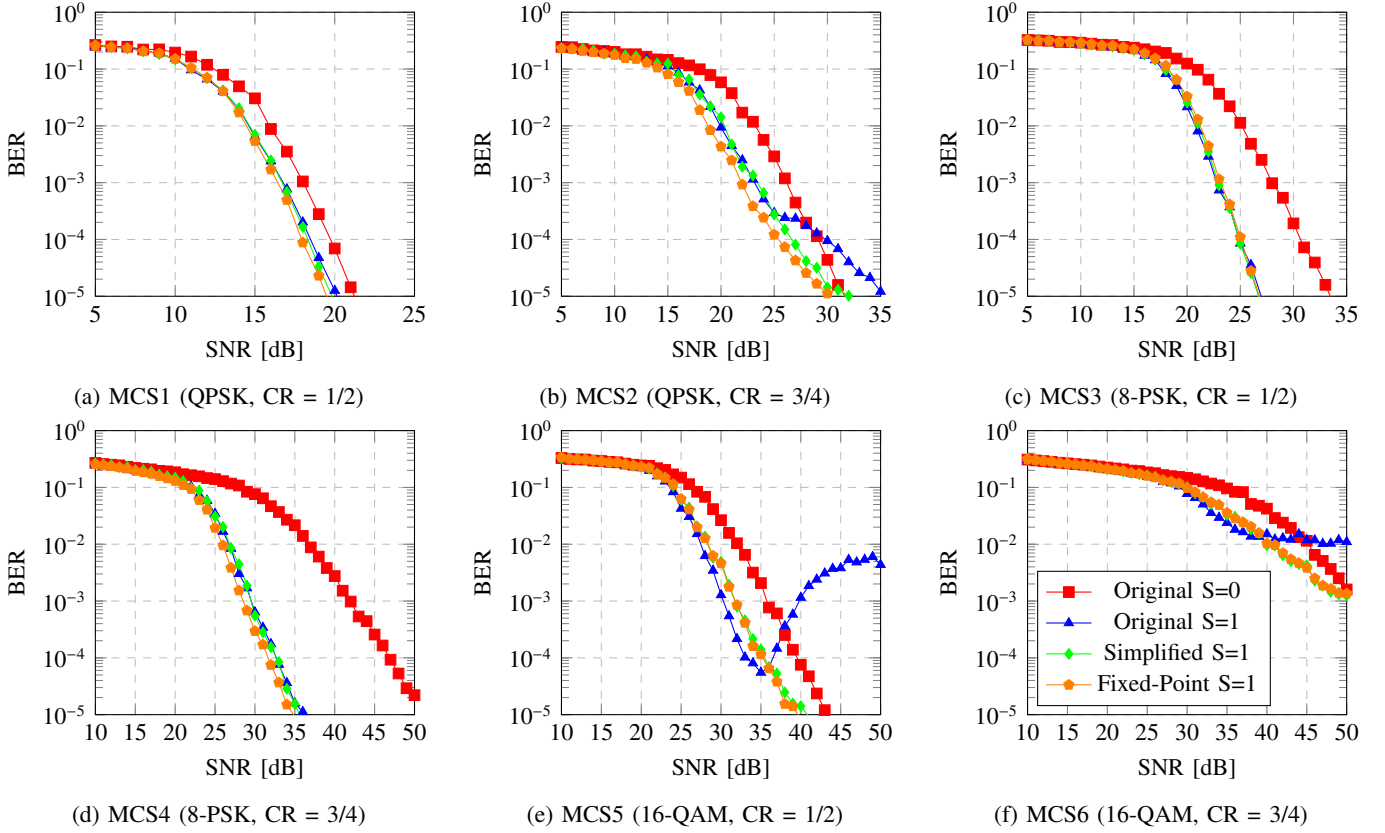 10^0
10^-1
10^-2
10^-3
10^-4
10^-5
BER
5 10 15 20 25
SNR [dB]
(a) MCS1 (QPSK, CR = 1/2)
10^0
10^-1
10^-2
10^-3
10^-4
10^-5
BER
5 10 15 20 25 30 35
SNR [dB]
(b) MCS2 (QPSK, CR = 3/4)
10^0
10^-1
10^-2
10^-3
10^-4
10^-5
BER
5 10 15 20 25 30 35
SNR [dB]
(c) MCS3 (8-PSK, CR = 1/2)
10^0
10^-1
10^-2
10^-3
10^-4
10^-5
BER
10 15 20 25 30 35 40 45 50
SNR [dB]
(d) MCS4 (8-PSK, CR = 3/4)
10^0
10^-1
10^-2
10^-3
10^-4
10^-5
BER
10 15 20 25 30 35 40 45 50
SNR [dB]
(e) MCS5 (16-QAM, CR = 1/2)
10^0
10^-1
10^-2
10^-3
10^-4
10^-5
BER
Original S=0
Original S=1
Simplified S=1
Fixed-Point S=1
10 15 20 25 30 35 40 45 50
SNR [dB]
(f) MCS6 (16-QAM, CR = 3/4)